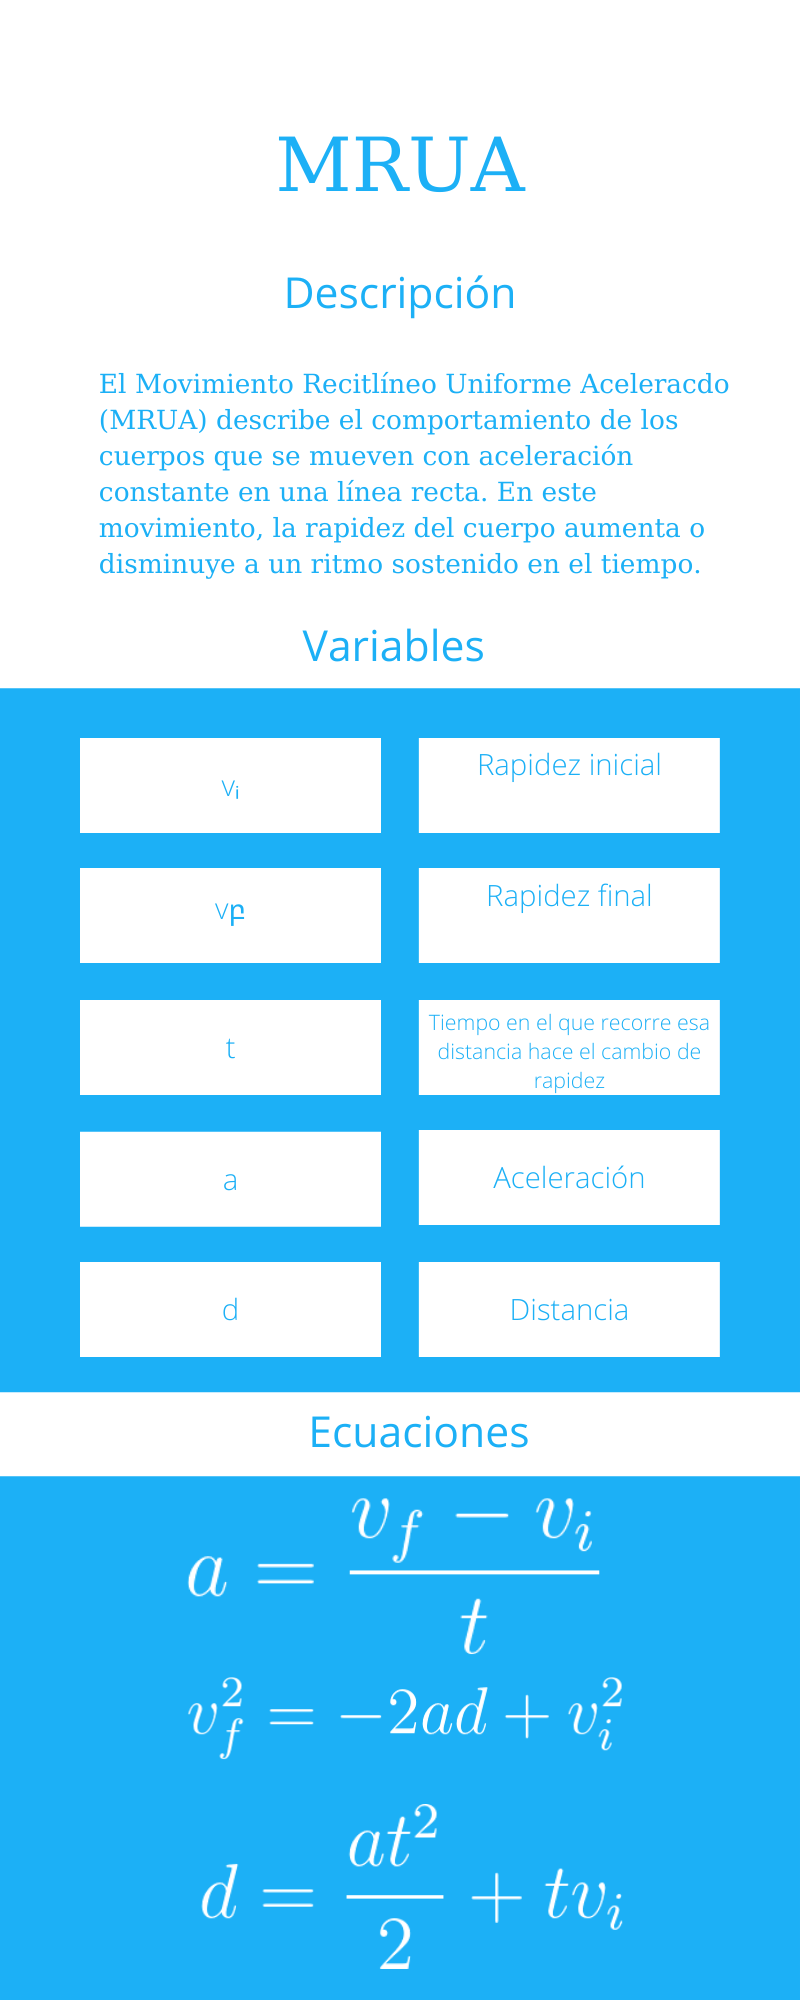 MRUA
Descripción
El Movimiento Recitlíneo Uniforme Aceleracdo
(MRUA) describe el comportamiento de los
cuerpos que se mueven con aceleración
constante en una línea recta. En este
movimiento, la rapidez del cuerpo aumenta o
disminuye a un ritmo sostenido en el tiempo.
Variables
vᵢ
Rapidez inicial
vբ
Rapidez final
t
Tiempo en el que recorre esa
distancia hace el cambio de
rapidez
a
Aceleración
d
Distancia
Ecuaciones
a = \frac{v_f - v_i}{t}
v_f^2 = -2ad + v_i^2
d = \frac{at^2}{2} + tv_i